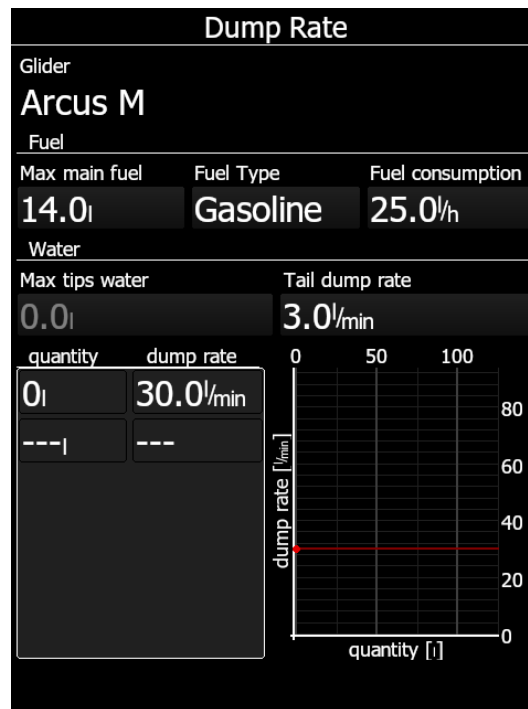 Dump Rate
Glider
Arcus M
Fuel
Max main fuel Fuel Type Fuel consumption
14.0l Gasoline 25.0l/h
Water
Max tips water Tail dump rate
0.0l 3.0l/min
quantity dump rate
0l 30.0l/min
---l ---
0 50 100
80
60
40
20
0
dump rate [l/min]
quantity [l]